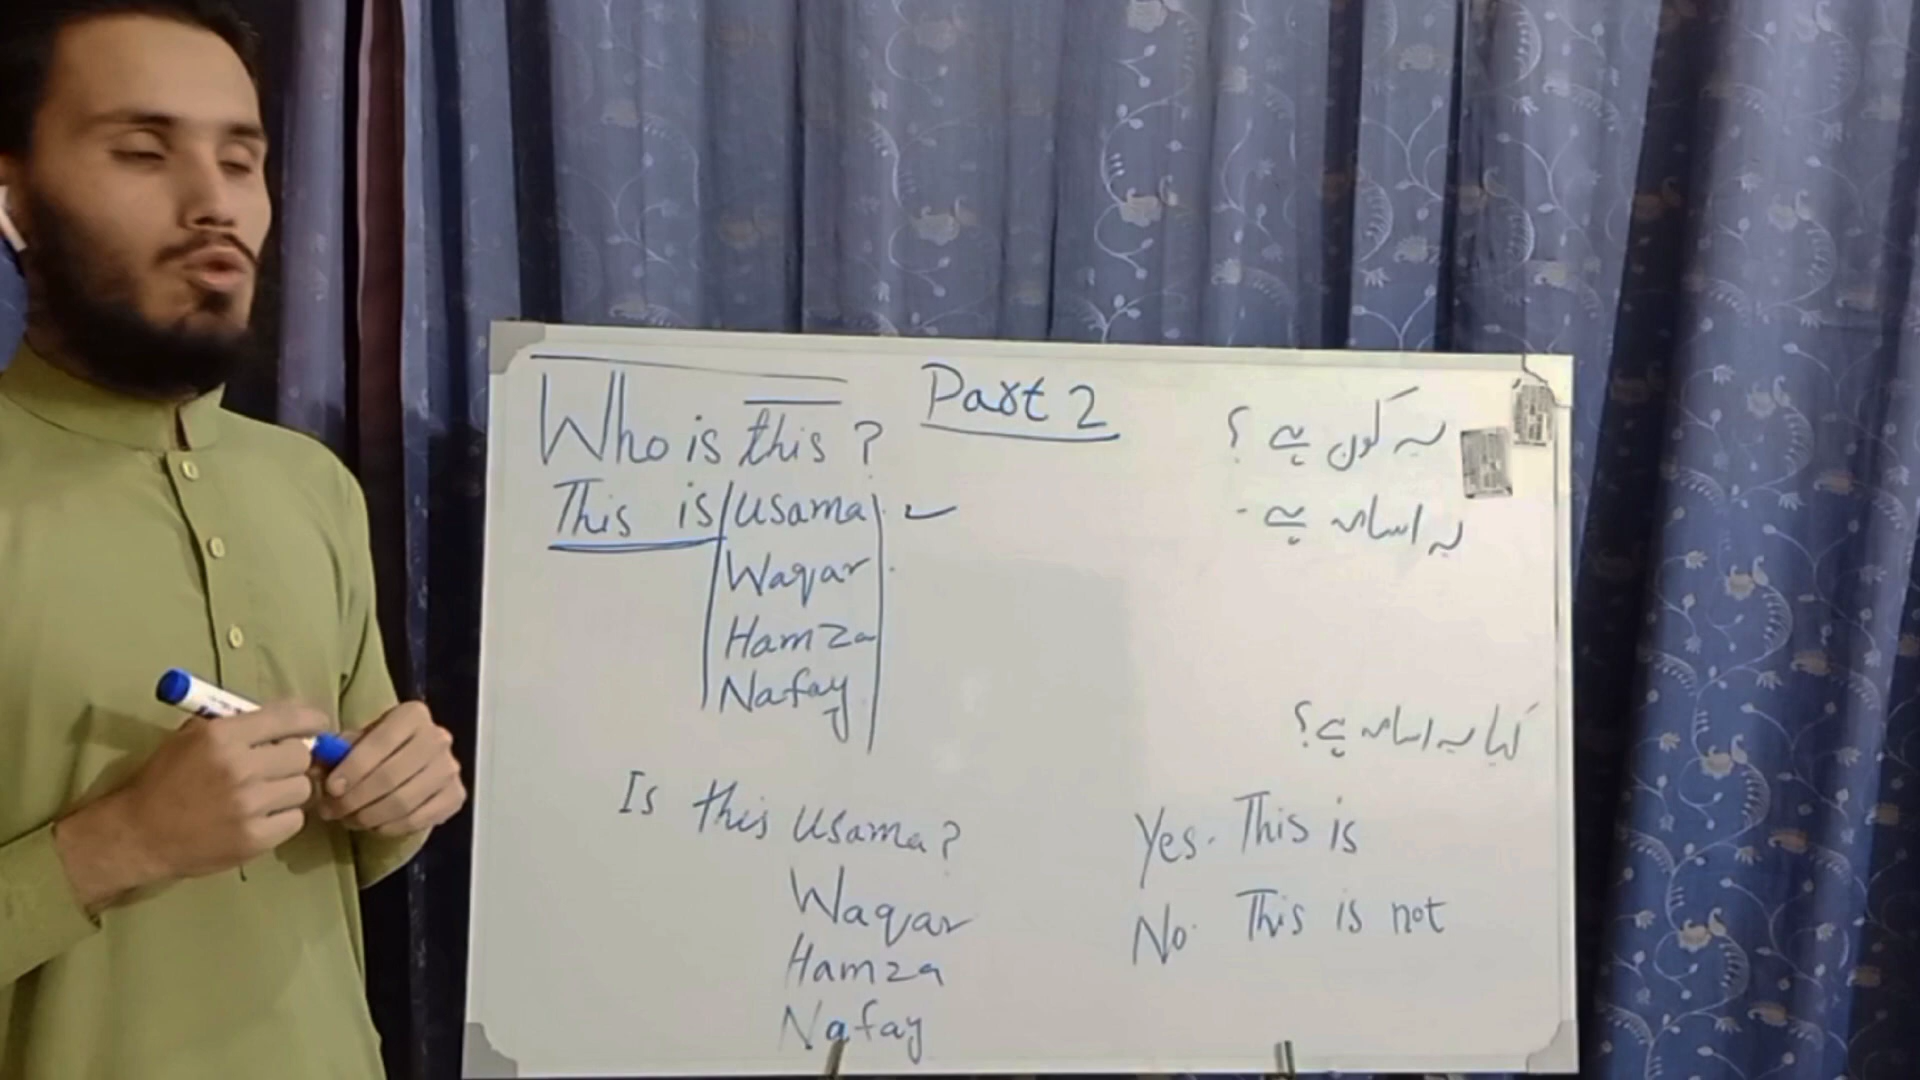 Part 2
Who is this?
This is Usama.
Waqar.
Hamza
Nafay
یہ کون ہے ؟
یہ اسامہ ہے -
کیا یہ اسامہ ہے؟
Is this Usama?
Waqar
Hamza
Nafay
Yes. This is
No. This is not